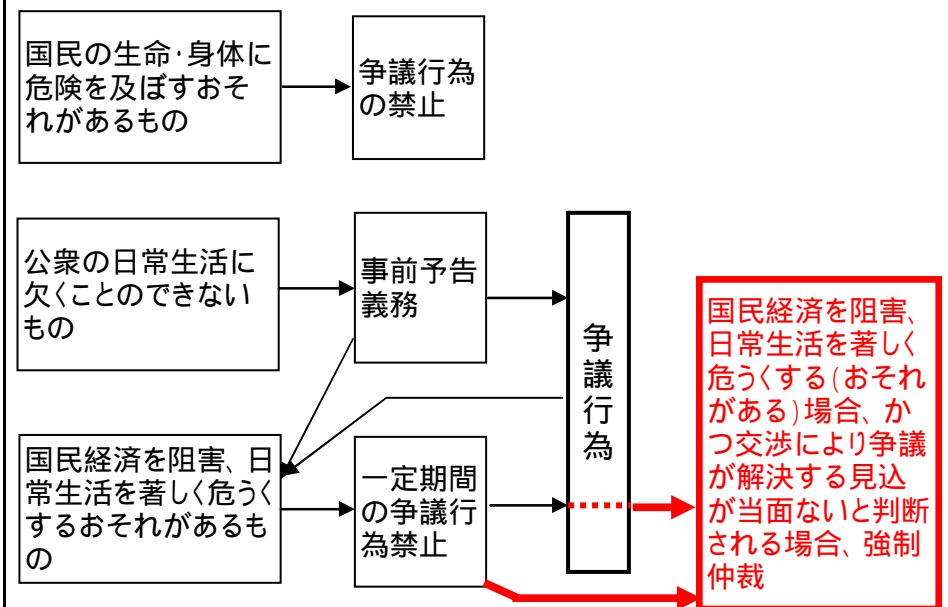 国民の生命･身体に
危険を及ぼすおそ
れがあるもの
争議行為
の禁止
公衆の日常生活に
欠くことのできない
もの
事前予告
義務
争議行為
国民経済を阻害、日
常生活を著しく危うく
するおそれがあるも
の
一定期間
の争議行
為禁止
国民経済を阻害、
日常生活を著しく
危うくする(おそれ
がある)場合、か
つ交渉により争議
が解決する見込
が当面ないと判断
される場合、強制
仲裁